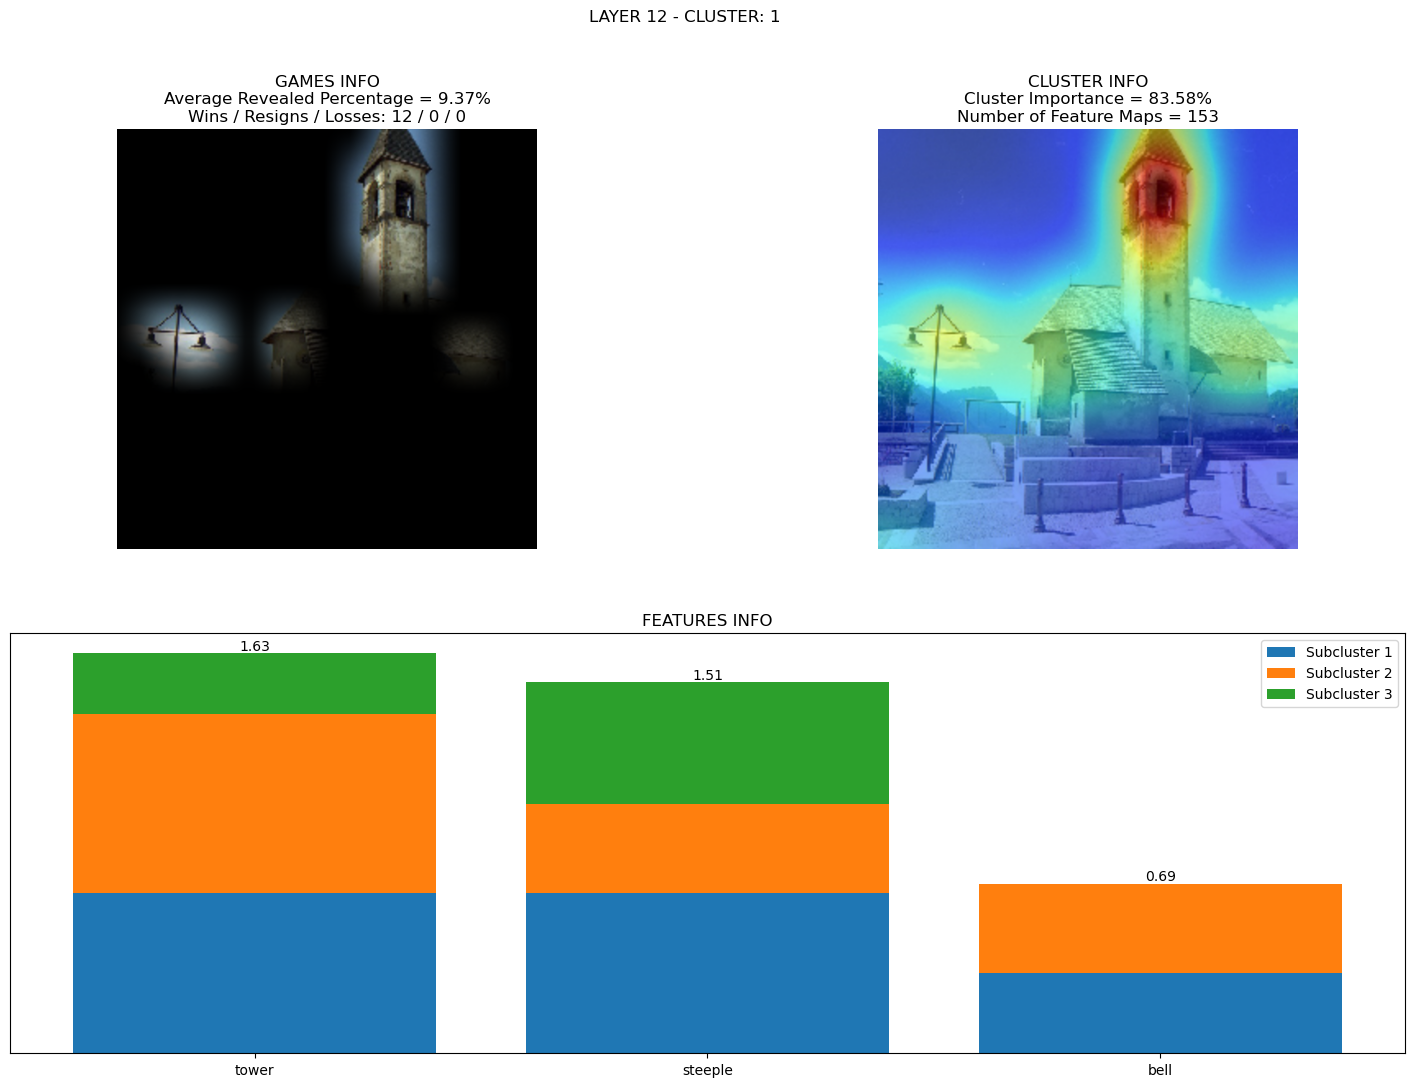 LAYER 12 - CLUSTER: 1
GAMES INFO
Average Revealed Percentage = 9.37%
Wins / Resigns / Losses: 12 / 0 / 0
CLUSTER INFO
Cluster Importance = 83.58%
Number of Feature Maps = 153
FEATURES INFO
1.63
1.51
0.69
Subcluster 1
Subcluster 2
Subcluster 3
tower
steeple
bell